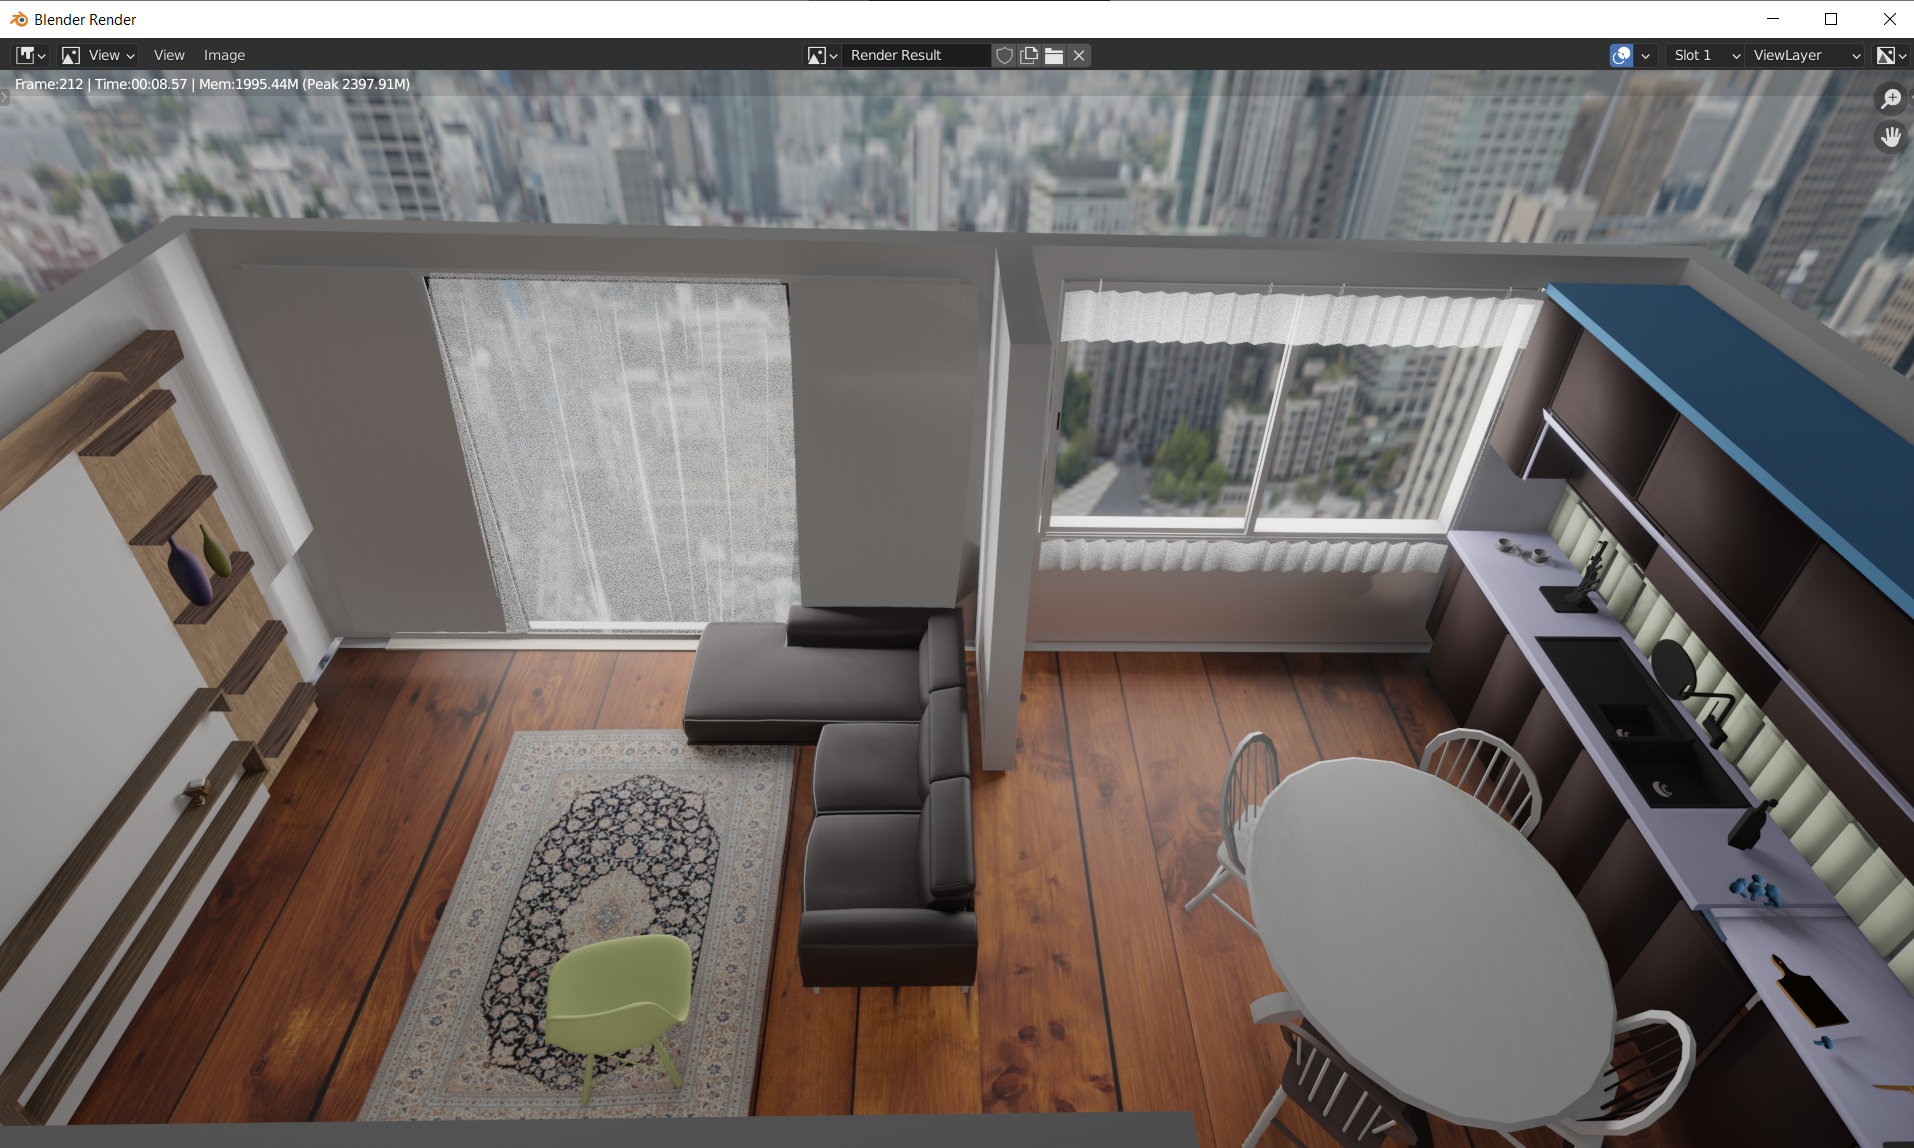 Blender Render
View View Image Render Result Slot 1 ViewLayer
Frame:212 | Time:00:08.57 | Mem:1995.44M (Peak 2397.91M)